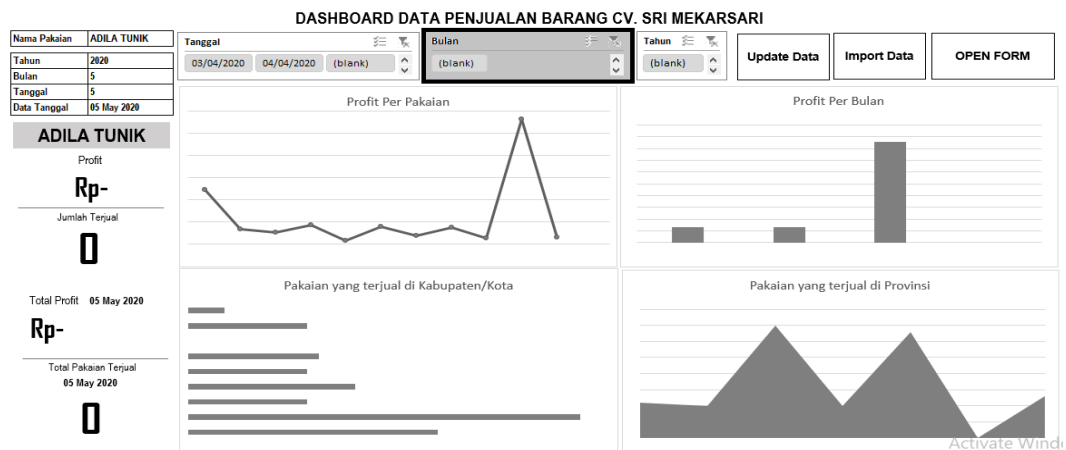 DASHBOARD DATA PENJUALAN BARANG CV. SRI MEKARSARI
Nama Pakaian ADILA TUNIK
Tahun 2020
Bulan 5
Tanggal 5
Data Tanggal 05 May 2020
Tanggal
03/04/2020 04/04/2020 (blank)
Bulan
(blank)
Tahun
(blank)
Update Data
Import Data
OPEN FORM
ADILA TUNIK
Profit
Rp-
Jumlah Terjual
0
Total Profit 05 May 2020
Rp-
Total Pakaian Terjual
05 May 2020
0
Profit Per Pakaian
Profit Per Bulan
Pakaian yang terjual di Kabupaten/Kota
Pakaian yang terjual di Provinsi
Activate Wind